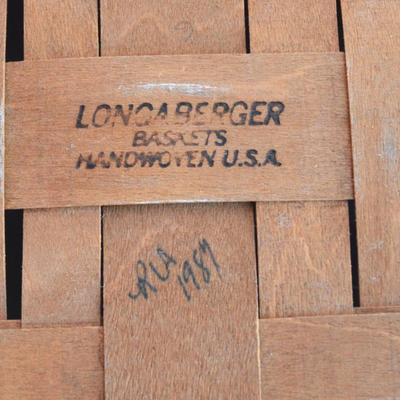 LONGABERGER
BASKETS
HANDWOVEN U.S.A.
1987